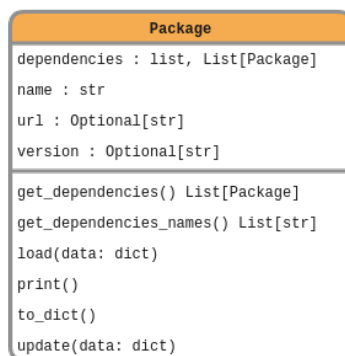 Package
dependencies : list, List[Package]
name : str
url : Optional[str]
version : Optional[str]
get_dependencies() List[Package]
get_dependencies_names() List[str]
load(data: dict)
print()
to_dict()
update(data: dict)